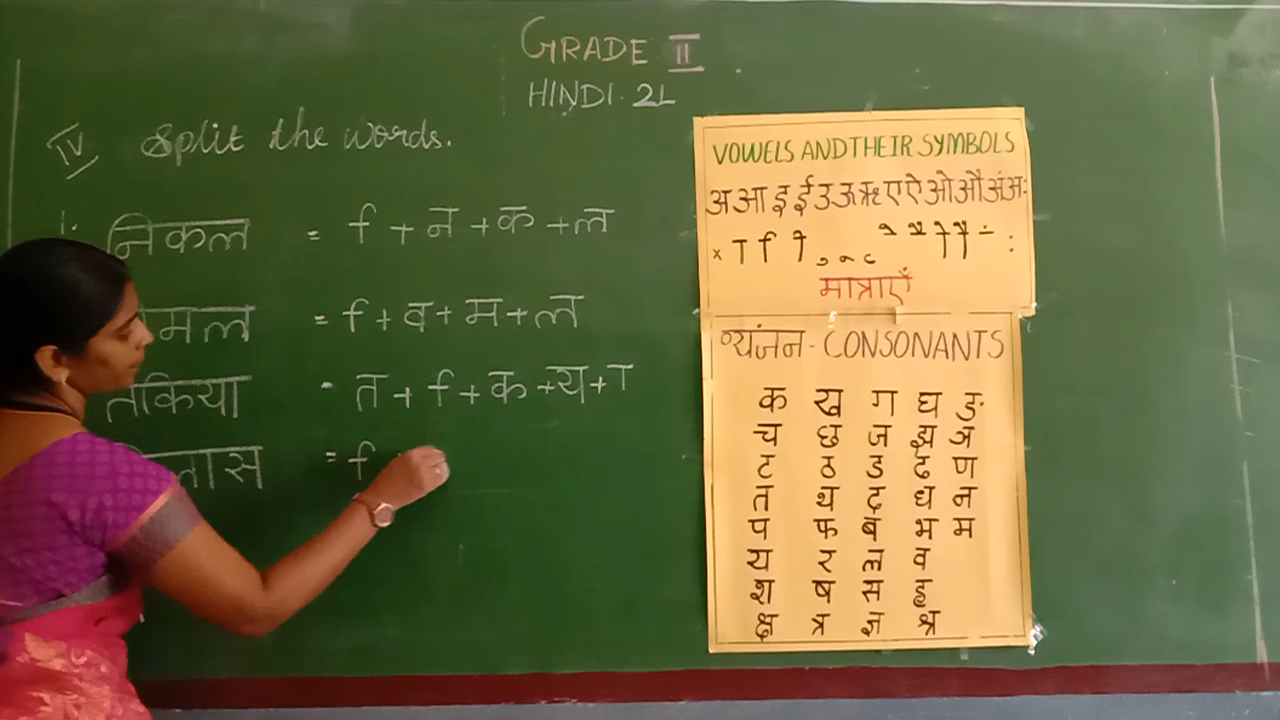 GRADE II
HINDI 2L
IV Split the words.
1. निकल = ि + न + क + ल
मल = ि + व + म + ल
तकिया = त + ि + क + य + ा
ास = ि
VOWELS AND THEIR SYMBOLS
अ आ इ ई उ ऊ ऋ ए ऐ ओ औ अं अः
x ा ि ी ु ू ृ े ै ो ौ ं ः
मात्राएँ
व्यंजन - CONSONANTS
क ख ग घ ङ
च छ ज झ ञ
ट ठ ड ढ ण
त थ द ध न
प फ ब भ म
य र ल व
श ष स ह
क्ष त्र ज्ञ श्र